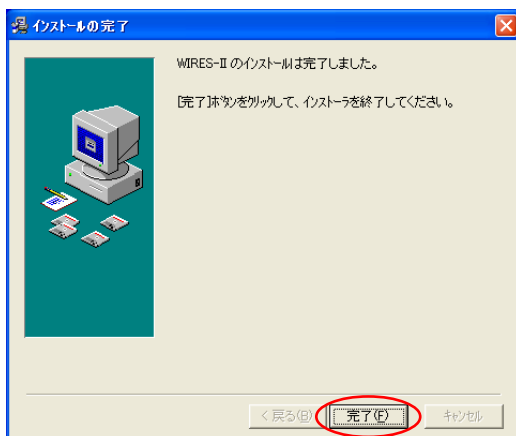 インストールの完了
WIRES-II のインストールは完了しました。
[完了]ボタンをクリックして、インストーラを終了してください。
< 戻る(B)
完了(F)
キャンセル